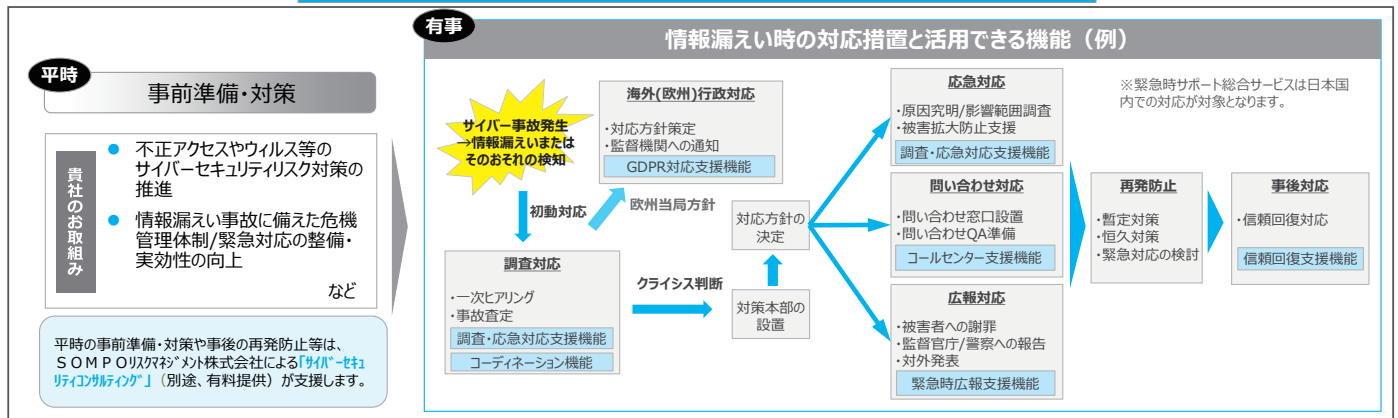 平時
事前準備・対策
貴社のお取組み
● 不正アクセスやウィルス等の
サイバーセキュリティリスク対策の
推進
● 情報漏えい事故に備えた危機
管理体制/緊急対応の整備・
実効性の向上
など
平時の事前準備・対策や事後の再発防止等は、
ＳＯＭＰＯﾘｽｸﾏﾈｼﾞﾒﾝﾄ株式会社による「ｻｲﾊﾞｰｾｷｭ
ﾘﾃｨｺﾝｻﾙﾃｨﾝｸﾞ」（別途、有料提供）が支援します。
有事
情報漏えい時の対応措置と活用できる機能（例）
サイバー事故発生
→情報漏えいまたは
そのおそれの検知
初動対応
海外(欧州)行政対応
・対応方針策定
・監督機関への通知
GDPR対応支援機能
欧州当局方針
調査対応
・一次ヒアリング
・事故査定
調査・応急対応支援機能
コーディネーション機能
クライシス判断
対策本部の
設置
対応方針の
決定
応急対応
・原因究明/影響範囲調査
・被害拡大防止支援
調査・応急対応支援機能
問い合わせ対応
・問い合わせ窓口設置
・問い合わせQA準備
コールセンター支援機能
広報対応
・被害者への謝罪
・監督官庁/警察への報告
・対外発表
緊急時広報支援機能
※緊急時サポート総合サービスは日本国
内での対応が対象となります。
再発防止
・暫定対策
・恒久対策
・緊急対応の検討
事後対応
・信頼回復対応
信頼回復支援機能